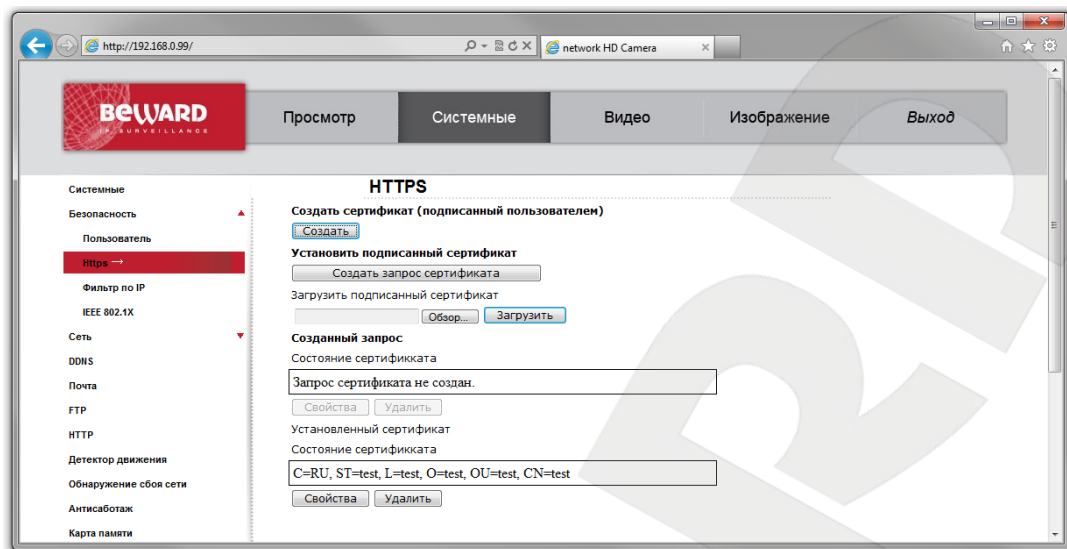 http://192.168.0.99/
network HD Camera
BEWARD
IP SURVEILLANCE
Просмотр
Системные
Видео
Изображение
Выход
Системные
Безопасность
Пользователь
Https →
Фильтр по IP
IEEE 802.1X
Сеть
DDNS
Почта
FTP
HTTP
Детектор движения
Обнаружение сбоя сети
Антисаботаж
Карта памяти
HTTPS
Создать сертификат (подписанный пользователем)
Создать
Установить подписанный сертификат
Создать запрос сертификата
Загрузить подписанный сертификат
Обзор... Загрузить
Созданный запрос
Состояние сертификката
Запрос сертификата не создан.
Свойства Удалить
Установленный сертификат
Состояние сертификката
C=RU, ST=test, L=test, O=test, OU=test, CN=test
Свойства Удалить